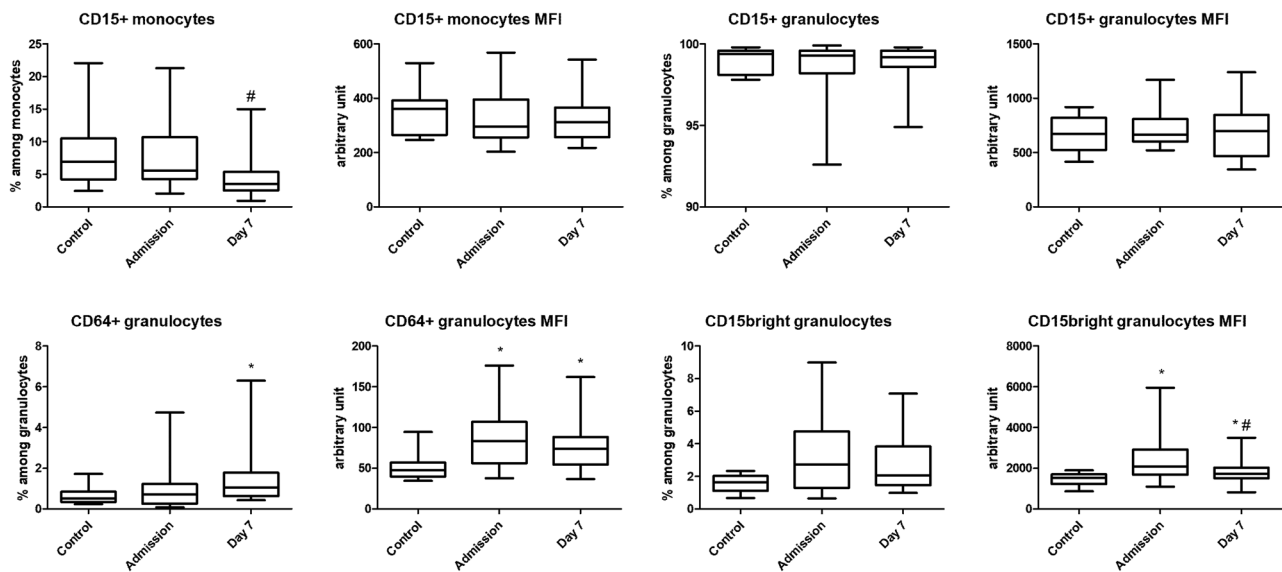 CD15+ monocytes
% among monocytes
25
20
15
10
5
0
#
Control
Admission
Day 7
CD15+ monocytes MFI
arbitrary unit
600
400
200
0
Control
Admission
Day 7
CD15+ granulocytes
% among granulocytes
100
95
90
Control
Admission
Day 7
CD15+ granulocytes MFI
arbitrary unit
1500
1000
500
0
Control
Admission
Day 7
CD64+ granulocytes
% among granulocytes
8
6
4
2
0
*
Control
Admission
Day 7
CD64+ granulocytes MFI
arbitrary unit
200
150
100
50
0
*
*
Control
Admission
Day 7
CD15bright granulocytes
% among granulocytes
10
8
6
4
2
0
Control
Admission
Day 7
CD15bright granulocytes MFI
arbitrary unit
8000
6000
4000
2000
0
*
* #
Control
Admission
Day 7